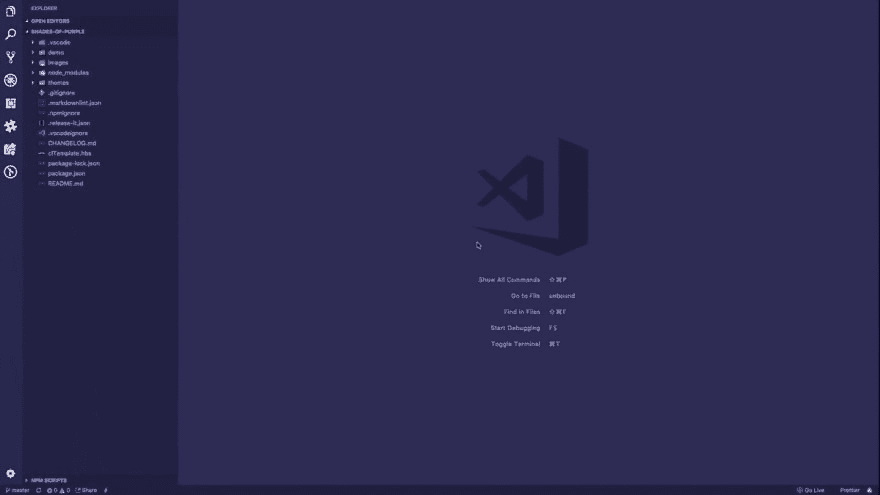 EXPLORER
OPEN EDITORS
SHADES-OF-PURPLE
.vscode
demo
images
node_modules
themes
.gitignore
.markdownlint.json
.npmignore
.release-it.json
.vscodeignore
CHANGELOG.md
cfTemplate.hbs
package-lock.json
package.json
README.md
Show All Commands ⇧⌘P
Go to File unbound
Find in Files ⇧⌘F
Start Debugging F5
Toggle Terminal ⌘T
NPM SCRIPTS
master 0 0 Share Go Live Prettier